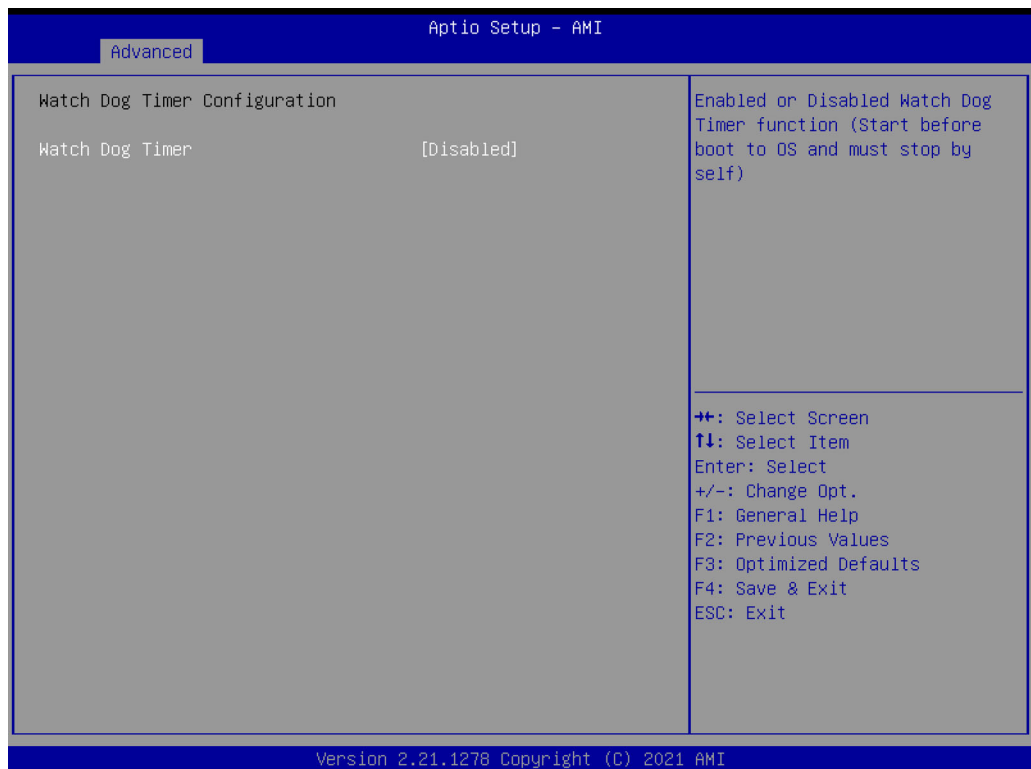 Aptio Setup – AMI
Advanced
Watch Dog Timer Configuration
Watch Dog Timer [Disabled]
Enabled or Disabled Watch Dog
Timer function (Start before
boot to OS and must stop by
self)
→←: Select Screen
↑↓: Select Item
Enter: Select
+/-: Change Opt.
F1: General Help
F2: Previous Values
F3: Optimized Defaults
F4: Save & Exit
ESC: Exit
Version 2.21.1278 Copyright (C) 2021 AMI